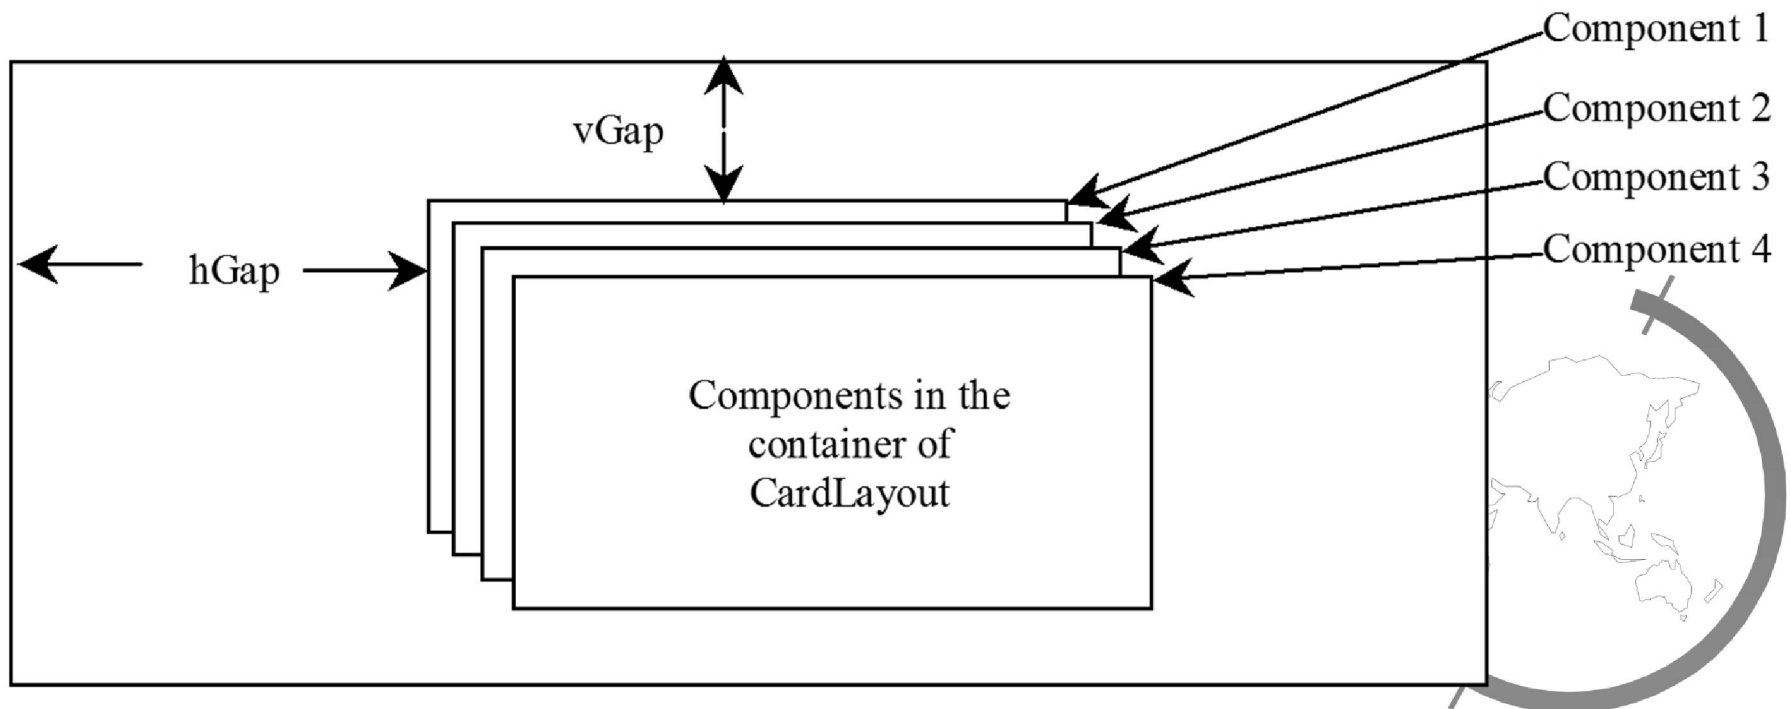 Component 1
Component 2
vGap
Component 3
Component 4
hGap
Components in the
container of
CardLayout